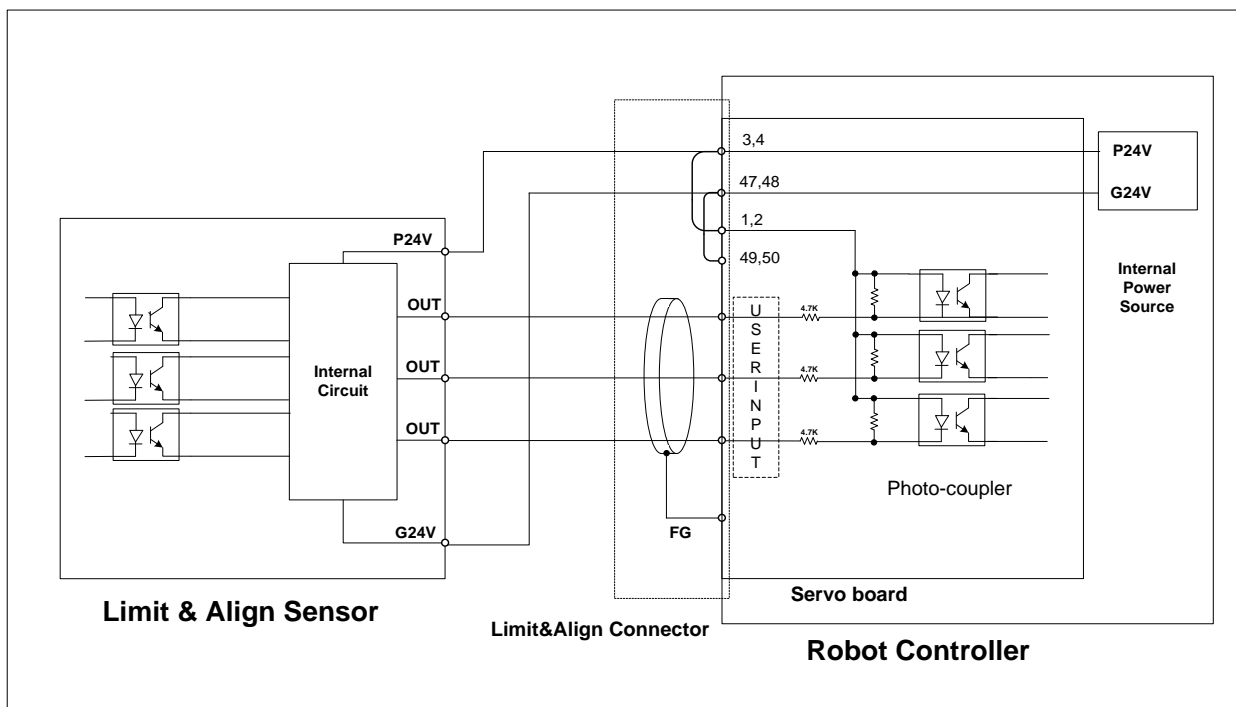 3,4
P24V
47,48
G24V
1,2
P24V
49,50
Internal
Power
Source
OUT
USER INPUT
4.7K
Internal
Circuit
OUT
4.7K
OUT
4.7K
Photo-coupler
G24V
FG
Servo board
Limit & Align Sensor
Limit&Align Connector
Robot Controller